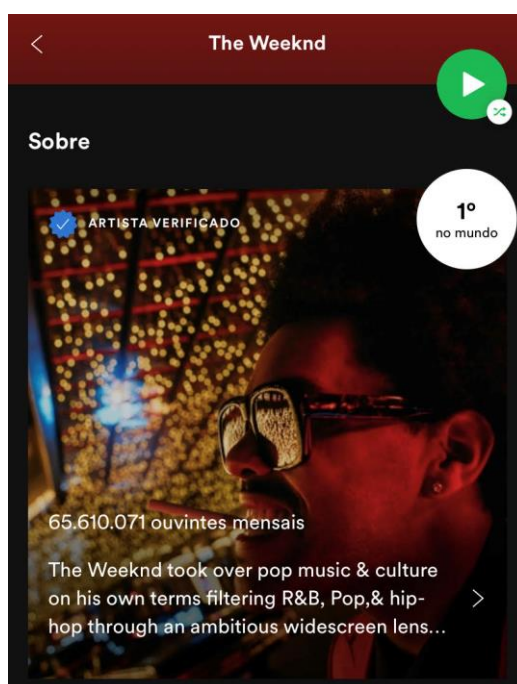 The Weeknd
Sobre
ARTISTA VERIFICADO
1º
no mundo
65.610.071 ouvintes mensais
The Weeknd took over pop music & culture
on his own terms filtering R&B, Pop,& hip-
hop through an ambitious widescreen lens...